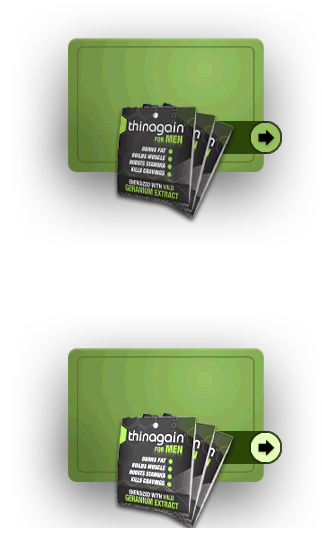 thinagain
FOR MEN
BURNS FAT
BUILDS MUSCLE
BOOSTS STAMINA
KILLS CRAVINGS
ENERGIZED WITH WILD
GERANIUM EXTRACT
thinagain
FOR MEN
BURNS FAT
BUILDS MUSCLE
BOOSTS STAMINA
KILLS CRAVINGS
ENERGIZED WITH WILD
GERANIUM EXTRACT